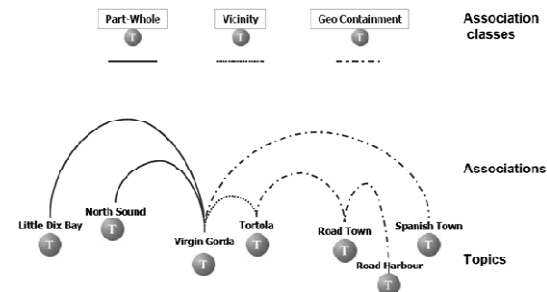 Part-Whole
T
Vicinity
T
Geo Containment
T
Association
classes
Associations
Little Dix Bay
T
North Sound
T
Virgin Gorda
T
Tortola
T
Road Town
T
Spanish Town
T
Road Harbour
T
Topics